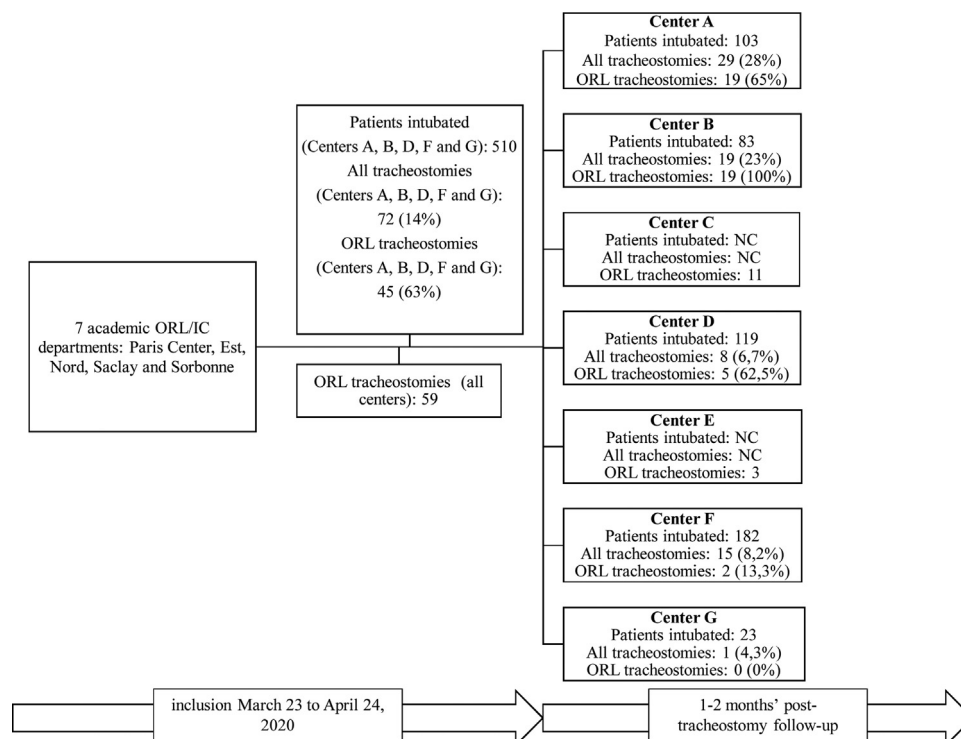 7 academic ORL/IC
departments: Paris Center, Est,
Nord, Saclay and Sorbonne
Patients intubated
(Centers A, B, D, F and G): 510
All tracheostomies
(Centers A, B, D, F and G):
72 (14%)
ORL tracheostomies
(Centers A, B, D, F and G):
45 (63%)
ORL tracheostomies (all
centers): 59
Center A
Patients intubated: 103
All tracheostomies: 29 (28%)
ORL tracheostomies: 19 (65%)
Center B
Patients intubated: 83
All tracheostomies: 19 (23%)
ORL tracheostomies: 19 (100%)
Center C
Patients intubated: NC
All tracheostomies: NC
ORL tracheostomies: 11
Center D
Patients intubated: 119
All tracheostomies: 8 (6,7%)
ORL tracheostomies: 5 (62,5%)
Center E
Patients intubated: NC
All tracheostomies: NC
ORL tracheostomies: 3
Center F
Patients intubated: 182
All tracheostomies: 15 (8,2%)
ORL tracheostomies: 2 (13,3%)
Center G
Patients intubated: 23
All tracheostomies: 1 (4,3%)
ORL tracheostomies: 0 (0%)
inclusion March 23 to April 24,
2020
1-2 months’ post-
tracheostomy follow-up